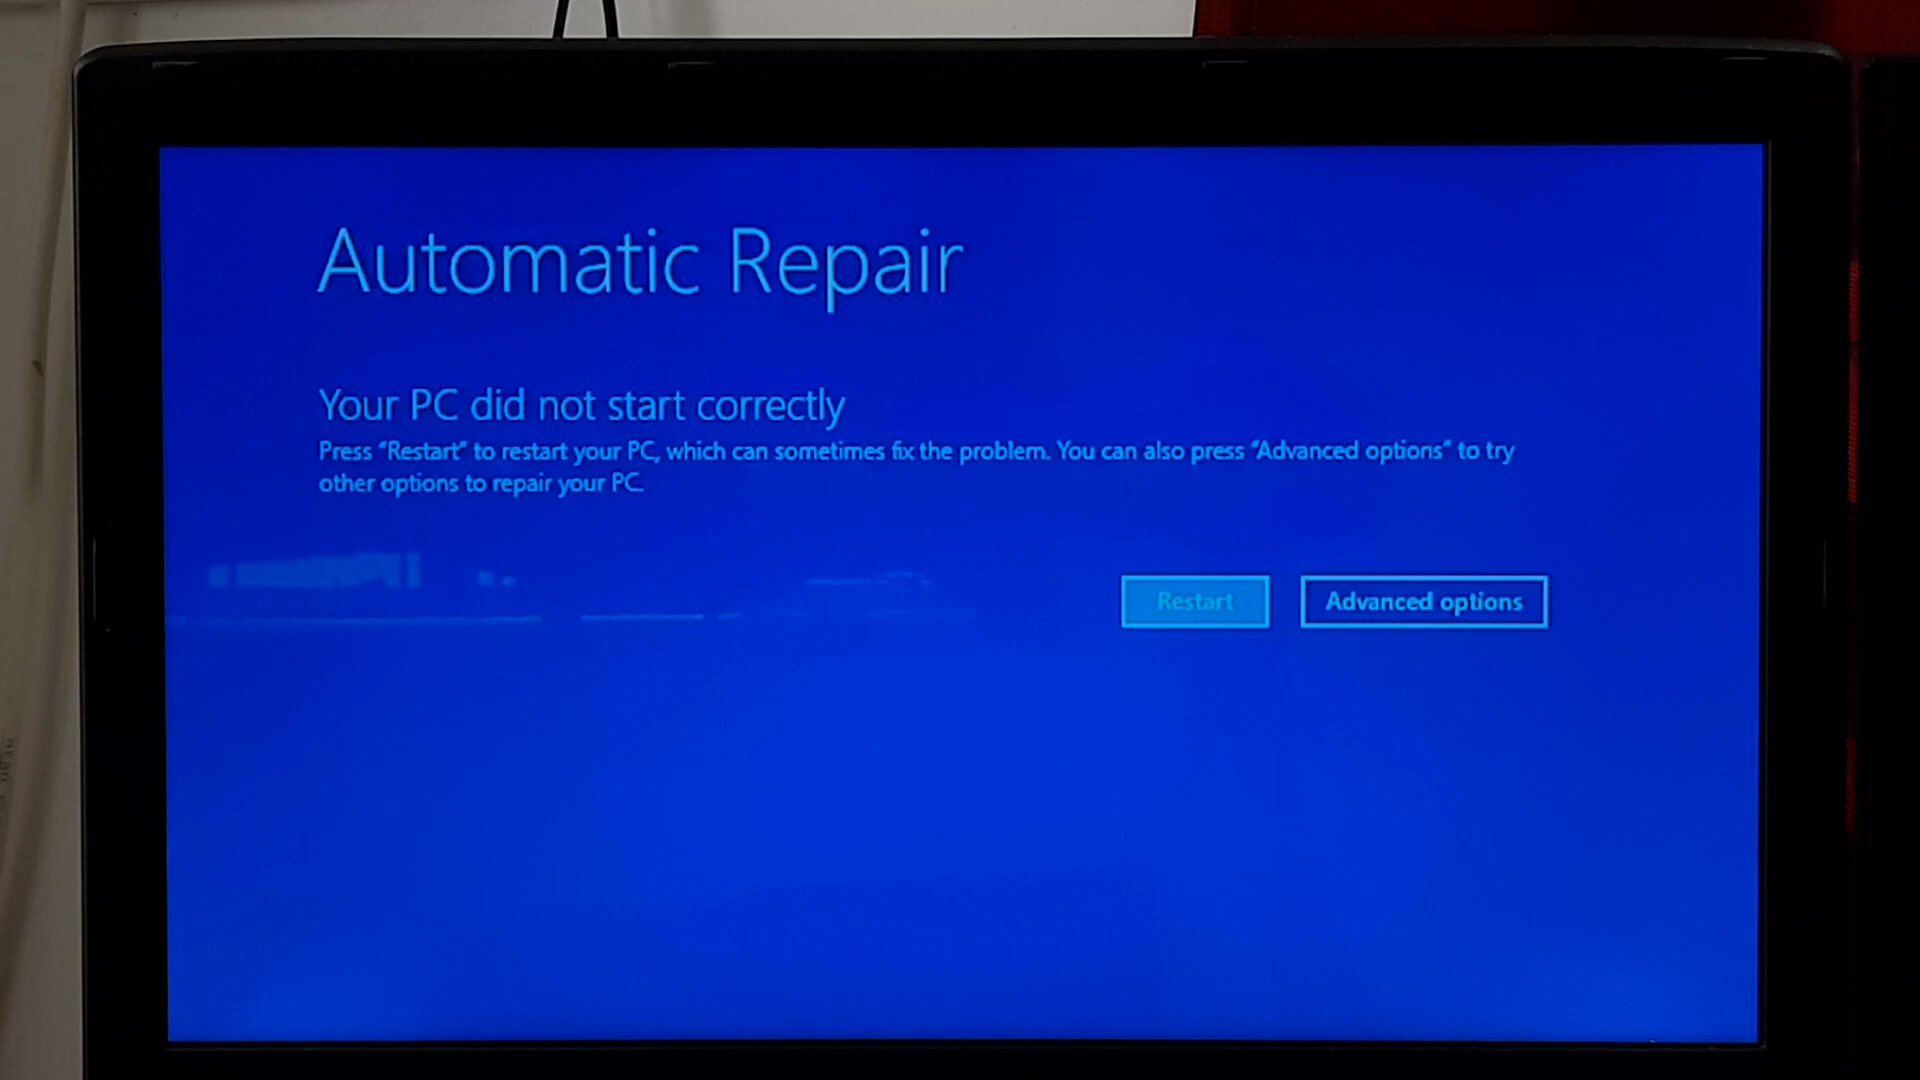 Automatic Repair
Your PC did not start correctly
Press “Restart” to restart your PC, which can sometimes fix the problem. You can also press “Advanced options” to try
other options to repair your PC.
Restart
Advanced options